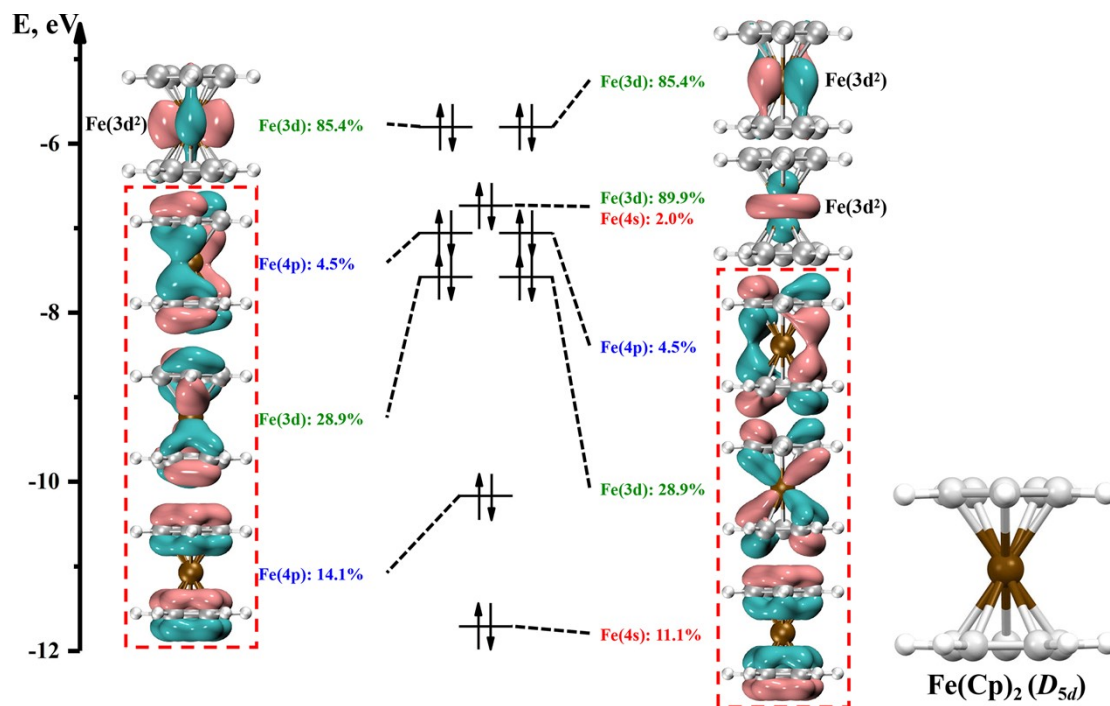 E, eV
Fe(3d²)
Fe(3d): 85.4%
Fe(3d): 85.4%
Fe(3d²)
-6
Fe(3d): 89.9%
Fe(4s): 2.0%
Fe(3d²)
Fe(4p): 4.5%
-8
Fe(4p): 4.5%
Fe(3d): 28.9%
-10
Fe(3d): 28.9%
Fe(4p): 14.1%
Fe(4s): 11.1%
-12
Fe(Cp)₂ (D₅d)